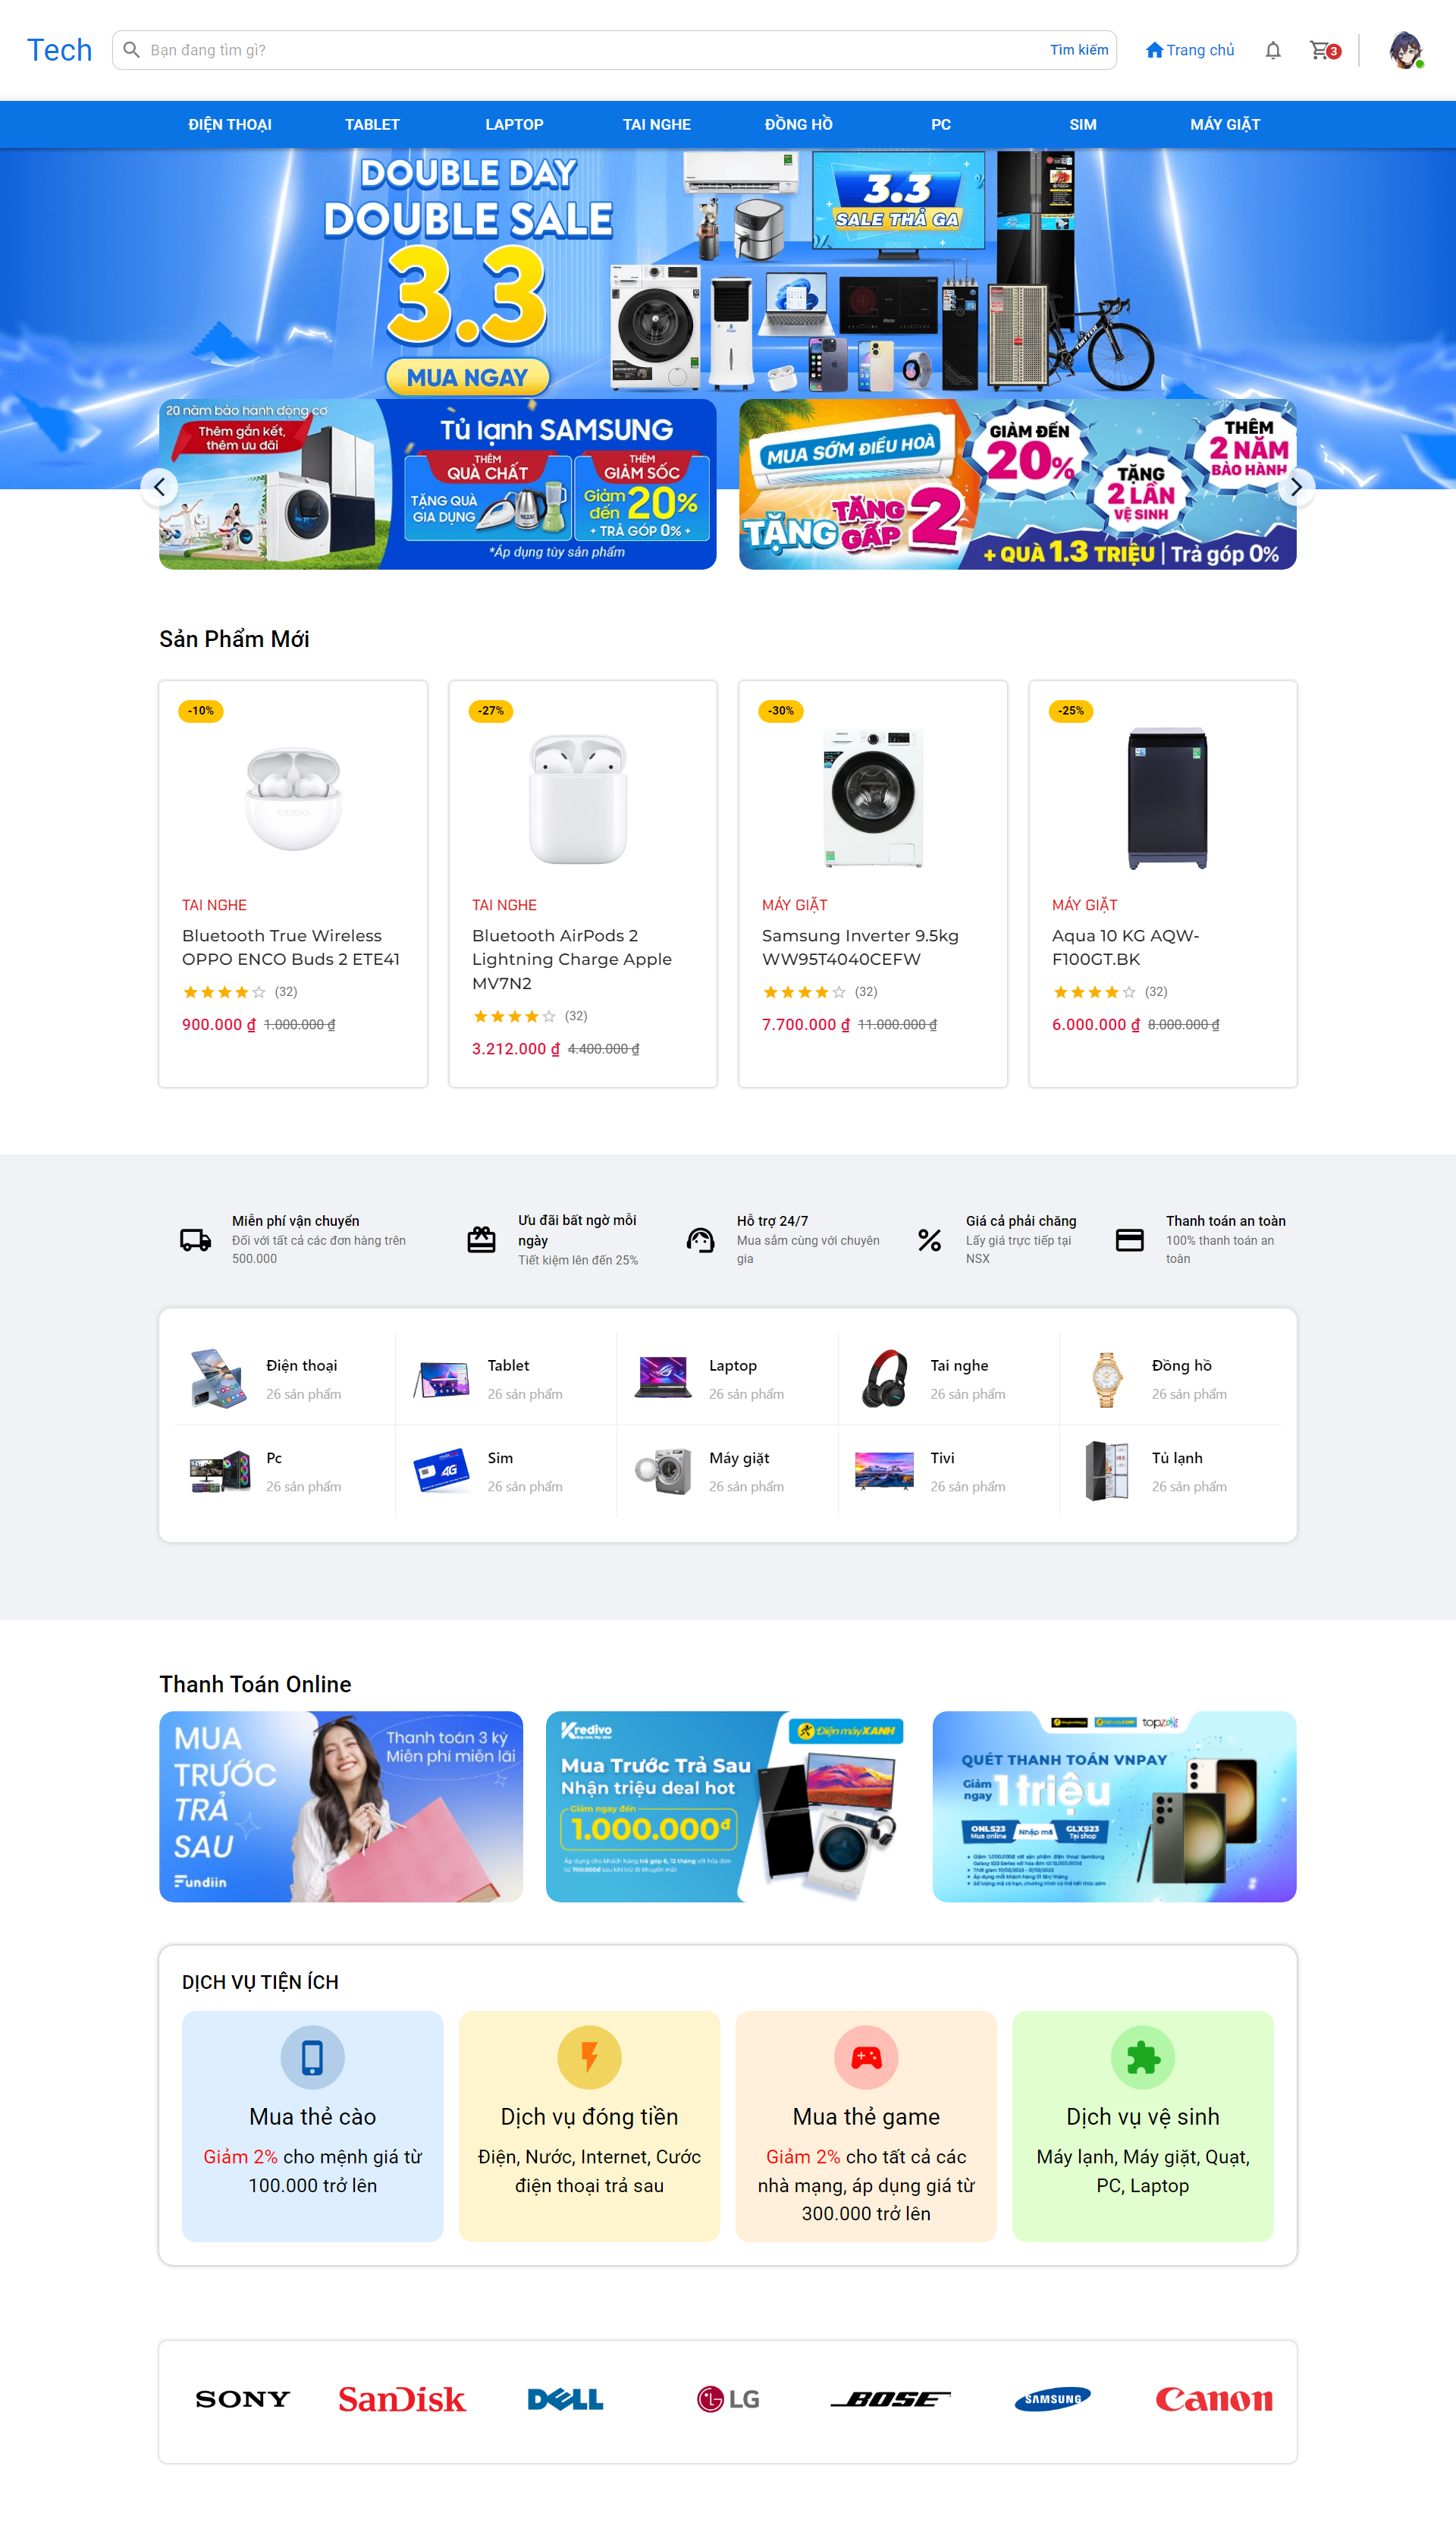 Tech
Bạn đang tìm gì?
Tìm kiếm
Trang chủ
3
ĐIỆN THOẠI
TABLET
LAPTOP
TAI NGHE
ĐỒNG HỒ
PC
SIM
MÁY GIẶT
DOUBLE DAY
DOUBLE SALE
3.3
MUA NGAY
3.3
SALE THẢ GA
20 năm bảo hành động cơ
Thêm gắn kết,
thêm ưu đãi
Tủ lạnh SAMSUNG
THÊM
QUÀ CHẤT
TẶNG QUÀ
GIA DỤNG
THÊM
GIẢM SỐC
Giảm
đến 20%
+ TRẢ GÓP 0% +
*Áp dụng tùy sản phẩm
MUA SỚM ĐIỀU HOÀ
TẶNG TĂNG GẤP 2
GIẢM ĐẾN
20%
TẶNG
2 LẦN
VỆ SINH
THÊM
2 NĂM
BẢO HÀNH
+ QUÀ 1.3 TRIỆU | Trả góp 0%
Sản Phẩm Mới
-10%
TAI NGHE
Bluetooth True Wireless
OPPO ENCO Buds 2 ETE41
(32)
900.000 ₫ 1.000.000 ₫
-27%
TAI NGHE
Bluetooth AirPods 2
Lightning Charge Apple
MV7N2
(32)
3.212.000 ₫ 4.400.000 ₫
-30%
MÁY GIẶT
Samsung Inverter 9.5kg
WW95T4040CEFW
(32)
7.700.000 ₫ 11.000.000 ₫
-25%
MÁY GIẶT
Aqua 10 KG AQW-
F100GT.BK
(32)
6.000.000 ₫ 8.000.000 ₫
Miễn phí vận chuyển
Đối với tất cả các đơn hàng trên
500.000
Ưu đãi bất ngờ mỗi
ngày
Tiết kiệm lên đến 25%
Hỗ trợ 24/7
Mua sắm cùng với chuyên
gia
Giá cả phải chăng
Lấy giá trực tiếp tại
NSX
Thanh toán an toàn
100% thanh toán an
toàn
Điện thoại
26 sản phẩm
Tablet
26 sản phẩm
Laptop
26 sản phẩm
Tai nghe
26 sản phẩm
Đồng hồ
26 sản phẩm
Pc
26 sản phẩm
4G
Sim
26 sản phẩm
Máy giặt
26 sản phẩm
Tivi
26 sản phẩm
Tủ lạnh
26 sản phẩm
Thanh Toán Online
MUA
TRƯỚC
TRẢ
SAU
Fundiin
Thanh toán 3 kỳ
Miễn phí miễn lãi
Kredivo
Điện máy XANH
Mua Trước Trả Sau
Nhận triệu deal hot
Giảm ngay đến
1.000.000đ
topzone
QUÉT THANH TOÁN VNPAY
Giảm
ngay 1 triệu
ONLS23
Mua online
Nhập mã
GLXS23
Tại shop
DỊCH VỤ TIỆN ÍCH
Mua thẻ cào
Giảm 2% cho mệnh giá từ
100.000 trở lên
Dịch vụ đóng tiền
Điện, Nước, Internet, Cước
điện thoại trả sau
Mua thẻ game
Giảm 2% cho tất cả các
nhà mạng, áp dụng giá từ
300.000 trở lên
Dịch vụ vệ sinh
Máy lạnh, Máy giặt, Quạt,
PC, Laptop
SONY
SanDisk
DELL
LG
BOSE
SAMSUNG
Canon